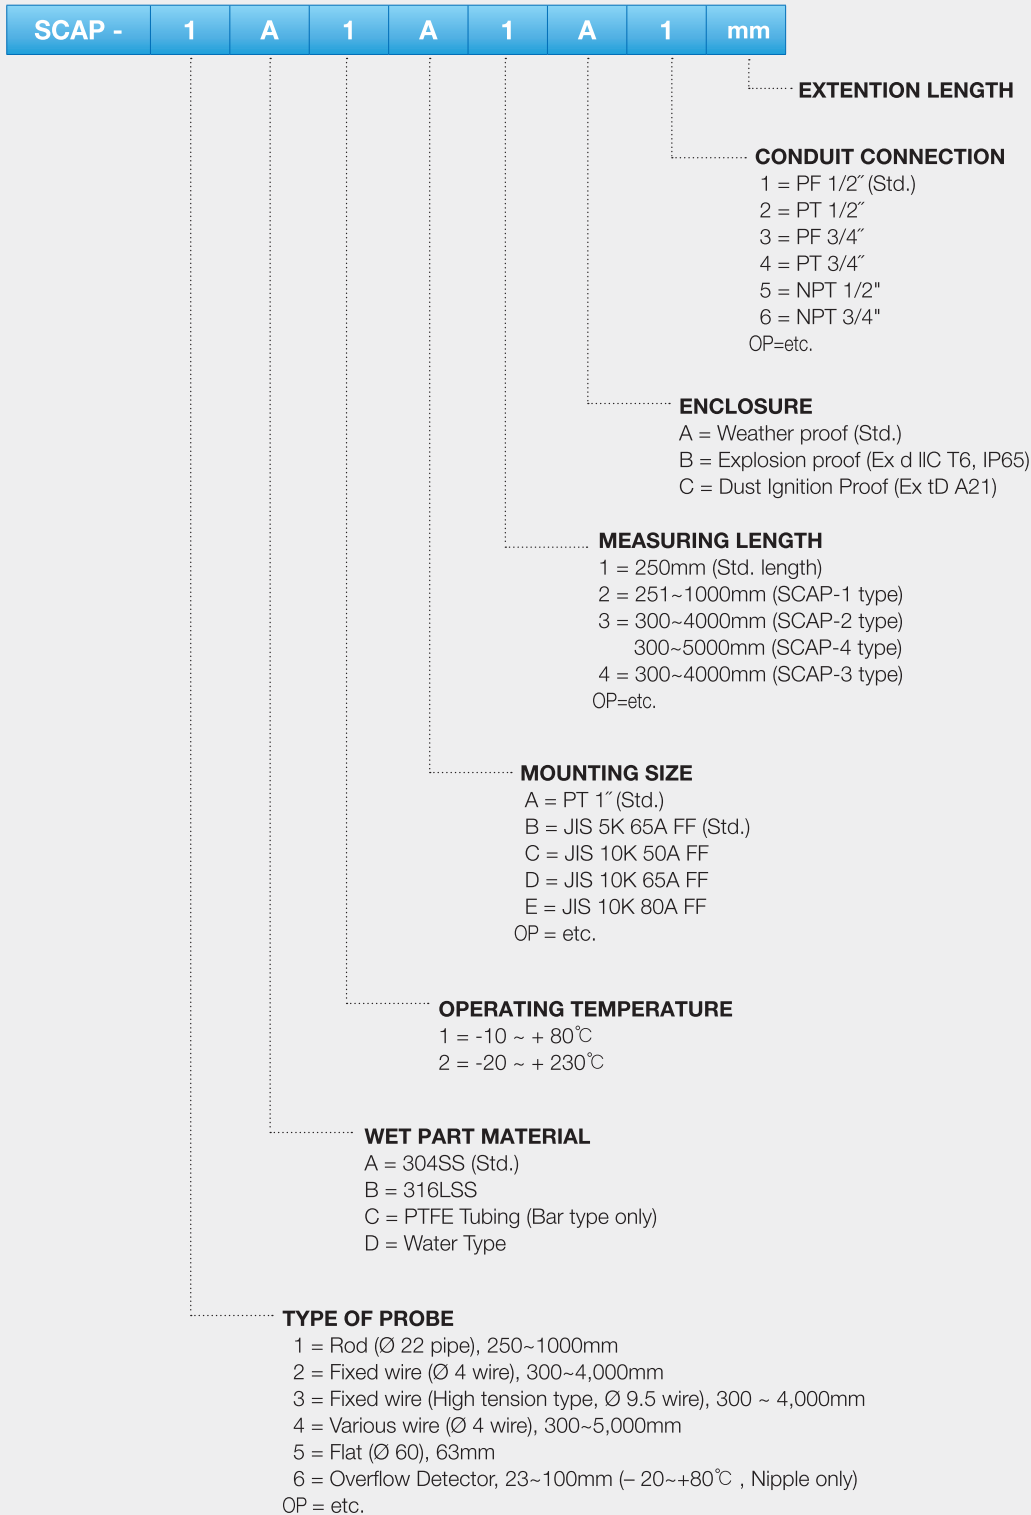 SCAP - 1 A 1 A 1 A 1 mm
EXTENTION LENGTH
CONDUIT CONNECTION
1 = PF 1/2˝ (Std.)
2 = PT 1/2˝
3 = PF 3/4˝
4 = PT 3/4˝
5 = NPT 1/2"
6 = NPT 3/4"
OP=etc.
ENCLOSURE
A = Weather proof (Std.)
B = Explosion proof (Ex d IIC T6, IP65)
C = Dust Ignition Proof (Ex tD A21)
MEASURING LENGTH
1 = 250mm (Std. length)
2 = 251~1000mm (SCAP-1 type)
3 = 300~4000mm (SCAP-2 type)
300~5000mm (SCAP-4 type)
4 = 300~4000mm (SCAP-3 type)
OP=etc.
MOUNTING SIZE
A = PT 1˝ (Std.)
B = JIS 5K 65A FF (Std.)
C = JIS 10K 50A FF
D = JIS 10K 65A FF
E = JIS 10K 80A FF
OP = etc.
OPERATING TEMPERATURE
1 = -10 ~ + 80℃
2 = -20 ~ + 230℃
WET PART MATERIAL
A = 304SS (Std.)
B = 316LSS
C = PTFE Tubing (Bar type only)
D = Water Type
TYPE OF PROBE
1 = Rod (Ø 22 pipe), 250~1000mm
2 = Fixed wire (Ø 4 wire), 300~4,000mm
3 = Fixed wire (High tension type, Ø 9.5 wire), 300 ~ 4,000mm
4 = Various wire (Ø 4 wire), 300~5,000mm
5 = Flat (Ø 60), 63mm
6 = Overflow Detector, 23~100mm (– 20~+80℃ , Nipple only)
OP = etc.